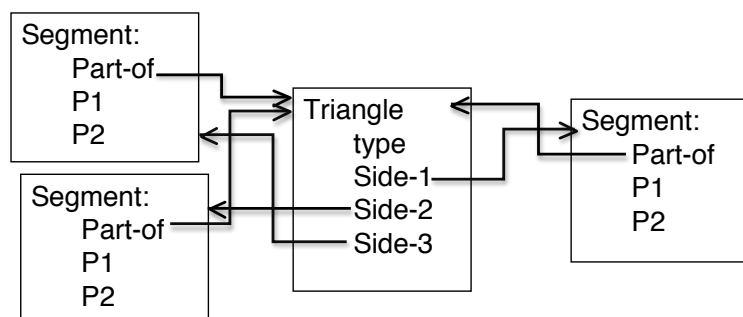 Segment:
Part-of
P1
P2
Segment:
Part-of
P1
P2
Triangle
type
Side-1
Side-2
Side-3
Segment:
Part-of
P1
P2